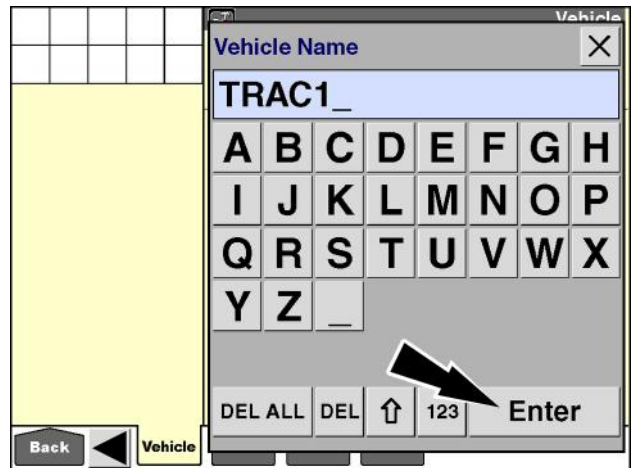 Vehicle
Vehicle Name
TRAC1_
A B C D E F G H
I J K L M N O P
Q R S T U V W X
Y Z _
DEL ALL DEL ⇧ 123 Enter
Back Vehicle